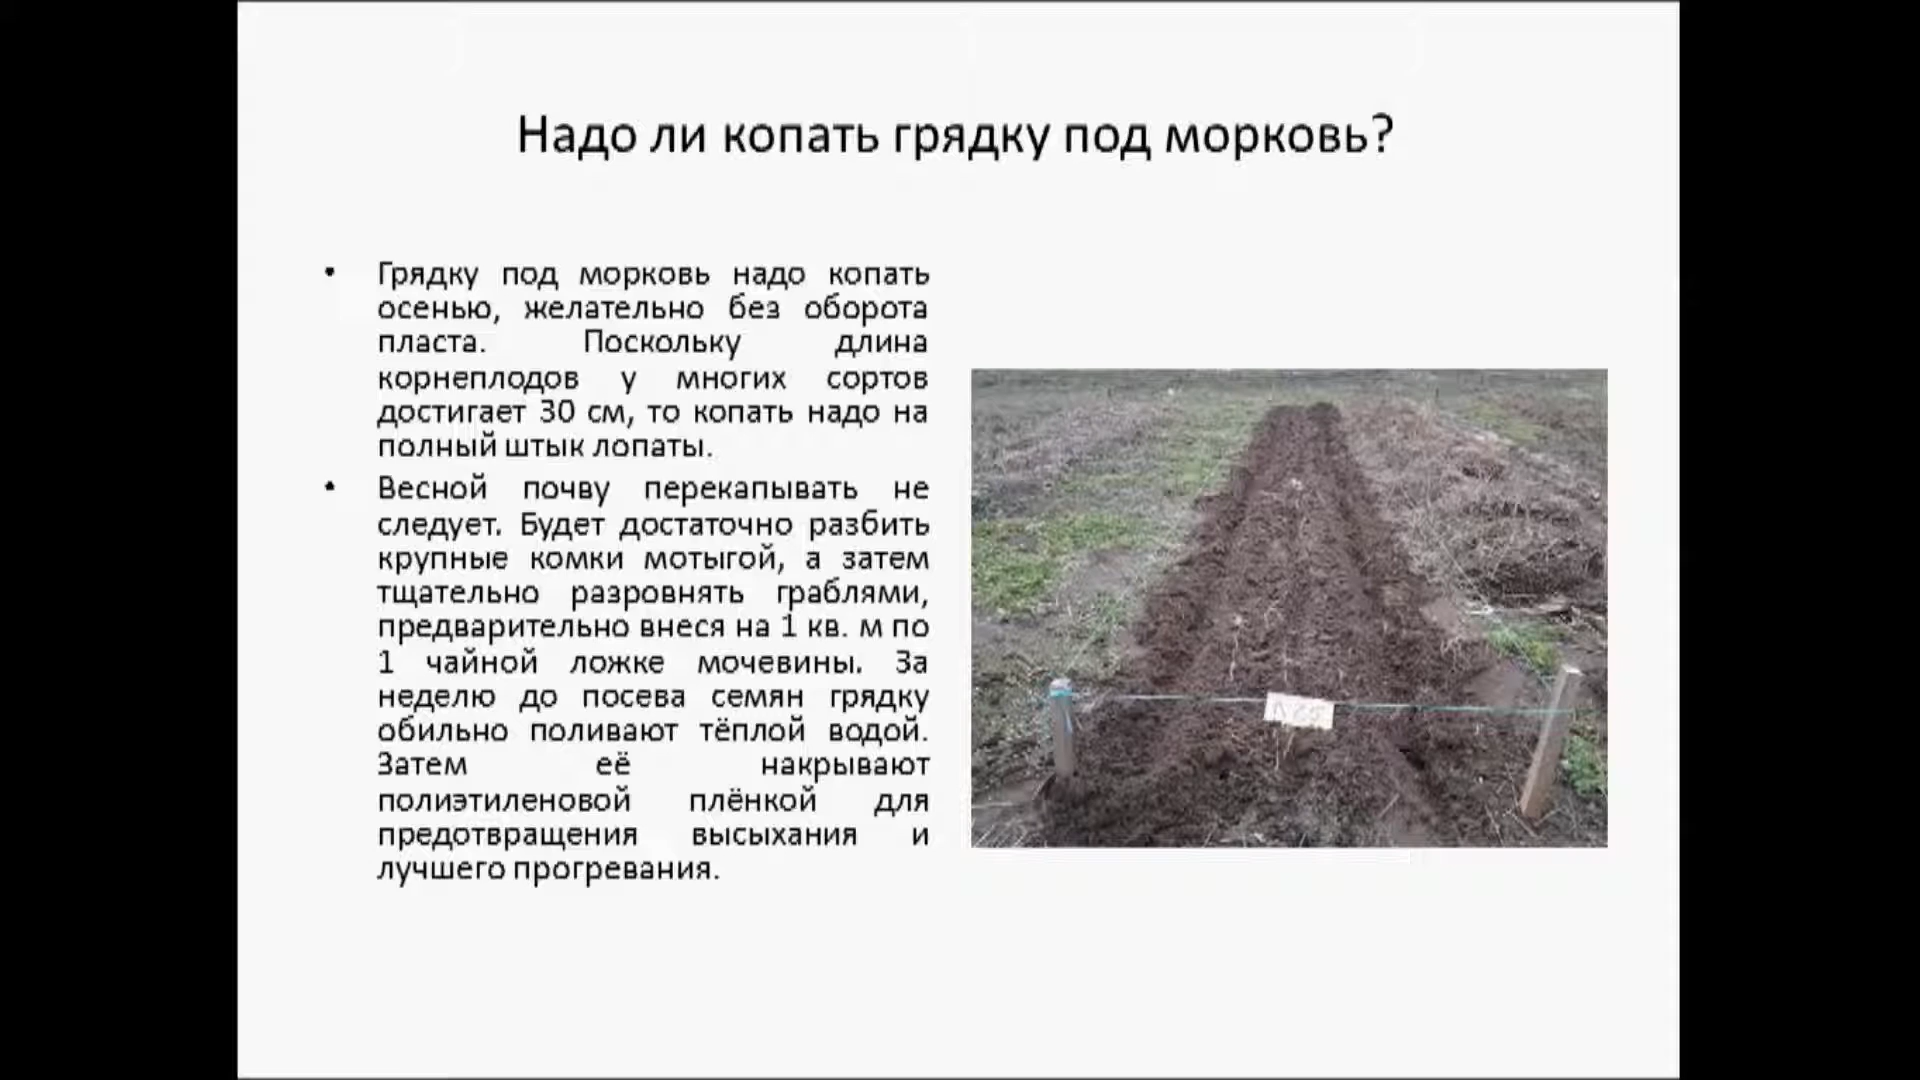 Надо ли копать грядку под морковь?
• Грядку под морковь надо копать
осенью, желательно без оборота
пласта. Поскольку длина
корнеплодов у многих сортов
достигает 30 см, то копать надо на
полный штык лопаты.
• Весной почву перекапывать не
следует. Будет достаточно разбить
крупные комки мотыгой, а затем
тщательно разровнять граблями,
предварительно внеся на 1 кв. м по
1 чайной ложке мочевины. За
неделю до посева семян грядку
обильно поливают тёплой водой.
Затем её накрывают
полиэтиленовой плёнкой для
предотвращения высыхания и
лучшего прогревания.